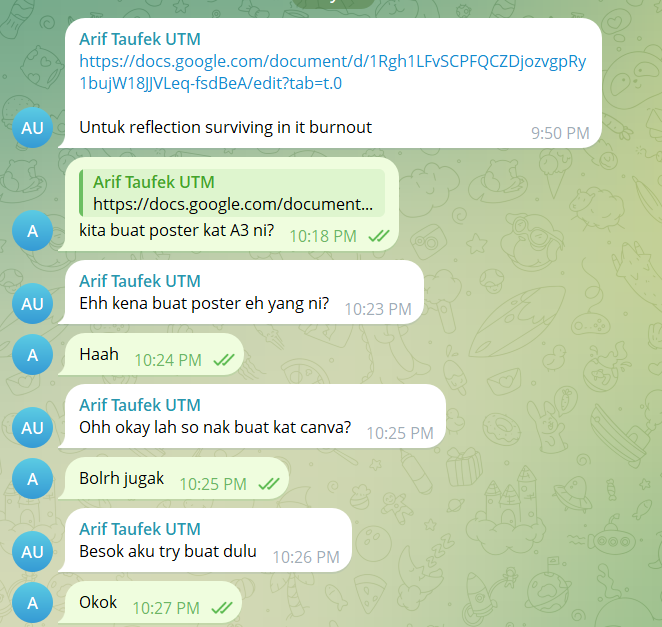 Arif Taufek UTM
https://docs.google.com/document/d/1Rgh1LFvSCPFQCZDjozvgpRy
1bujW18JJVLeq-fsdBeA/edit?tab=t.0
Untuk reflection surviving in it burnout
9:50 PM
AU
Arif Taufek UTM
https://docs.google.com/document...
kita buat poster kat A3 ni?
10:18 PM
A
Arif Taufek UTM
Ehh kena buat poster eh yang ni?
10:23 PM
AU
Haah
10:24 PM
A
Arif Taufek UTM
Ohh okay lah so nak buat kat canva?
10:25 PM
AU
Bolrh jugak
10:25 PM
A
Arif Taufek UTM
Besok aku try buat dulu
10:26 PM
AU
Okok
10:27 PM
A